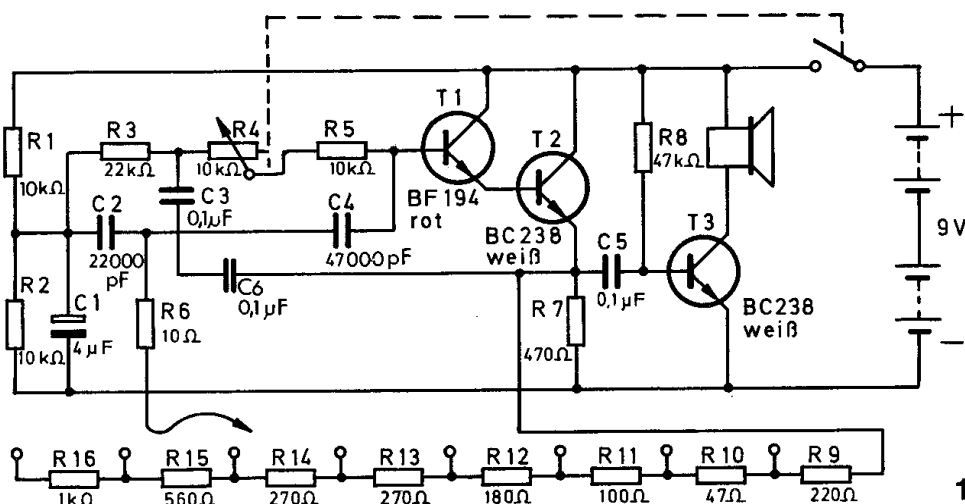 R1
10kΩ
R3
22kΩ
R4
10kΩ
R5
10kΩ
T1
BF 194
rot
T2
BC238
weiß
R8
47kΩ
+
9V
−
C2
22000
pF
C3
0,1µF
C4
47000pF
C6
0,1µF
C5
0,1µF
T3
BC238
weiß
R2
10kΩ
C1
4µF
R6
10Ω
R7
470Ω
R16
1kΩ
R15
560Ω
R14
270Ω
R13
270Ω
R12
180Ω
R11
100Ω
R10
47Ω
R9
220Ω
1